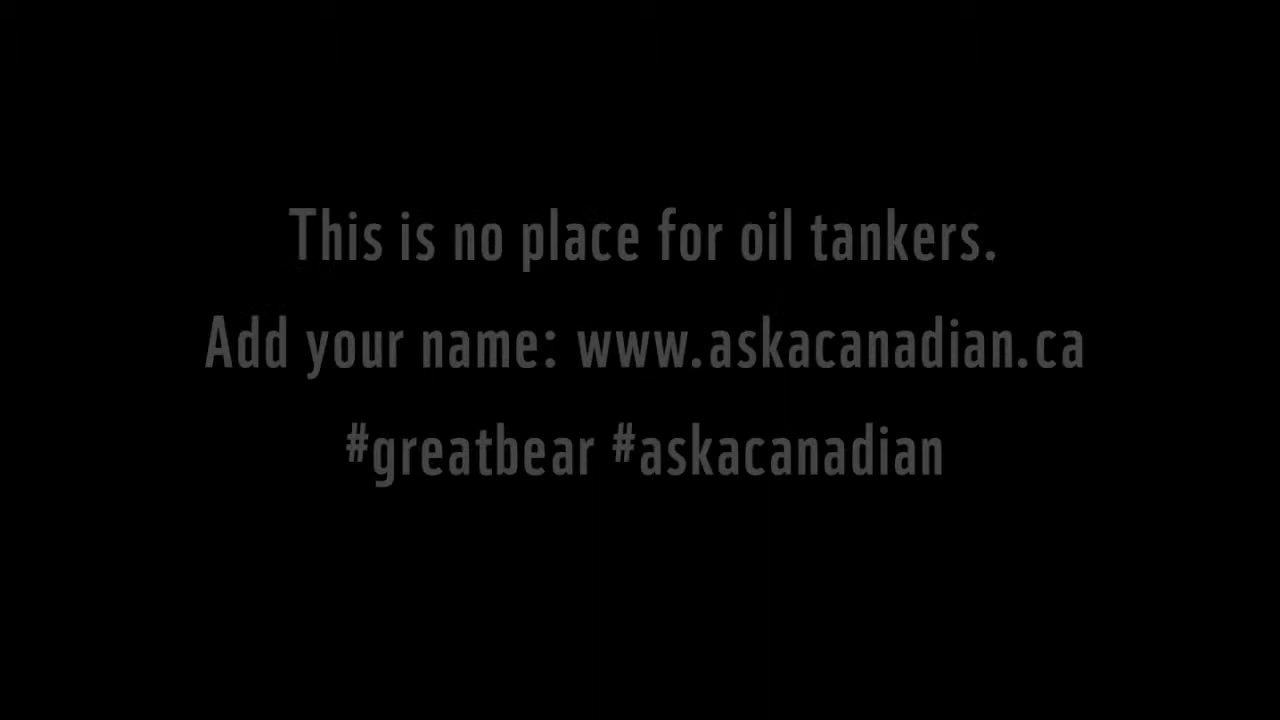 This is no place for oil tankers.
Add your name: www.askacanadian.ca
#greatbear #askacanadian